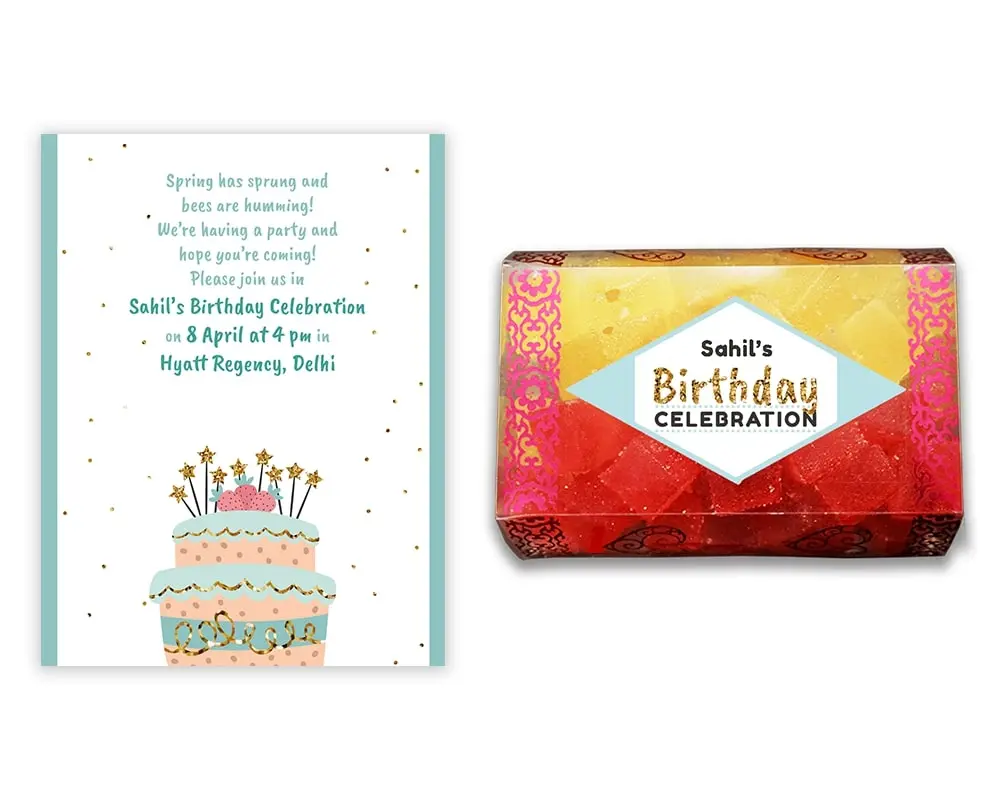 Spring has sprung and
bees are humming!
We're having a party and
hope you're coming!
Please join us in
Sahil's Birthday Celebration
on 8 April at 4 pm in
Hyatt Regency, Delhi
Sahil's
Birthday
CELEBRATION